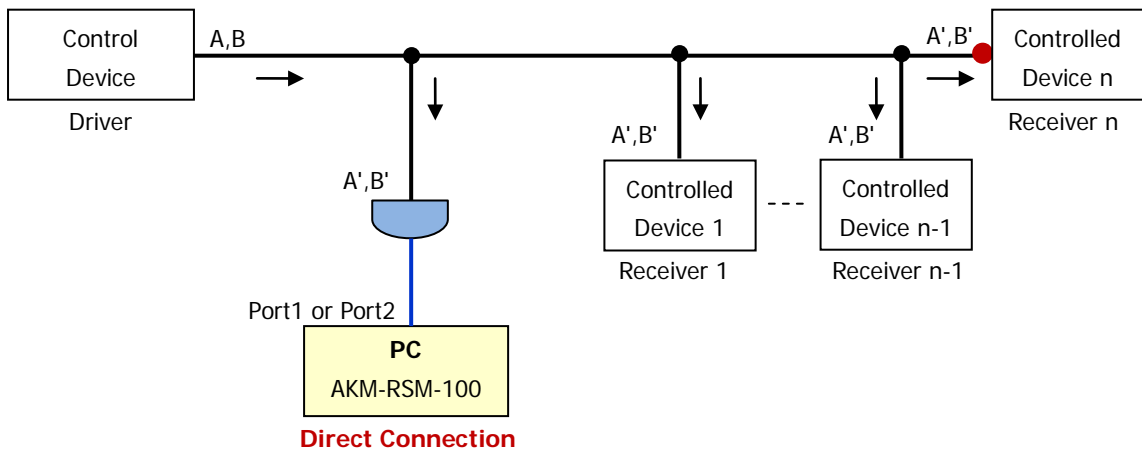 Control
Device
Driver
A,B
A',B'
Controlled
Device n
Receiver n
A',B'
A',B'
A',B'
Controlled
Device 1
Receiver 1
Controlled
Device n-1
Receiver n-1
Port1 or Port2
PC
AKM-RSM-100
Direct Connection